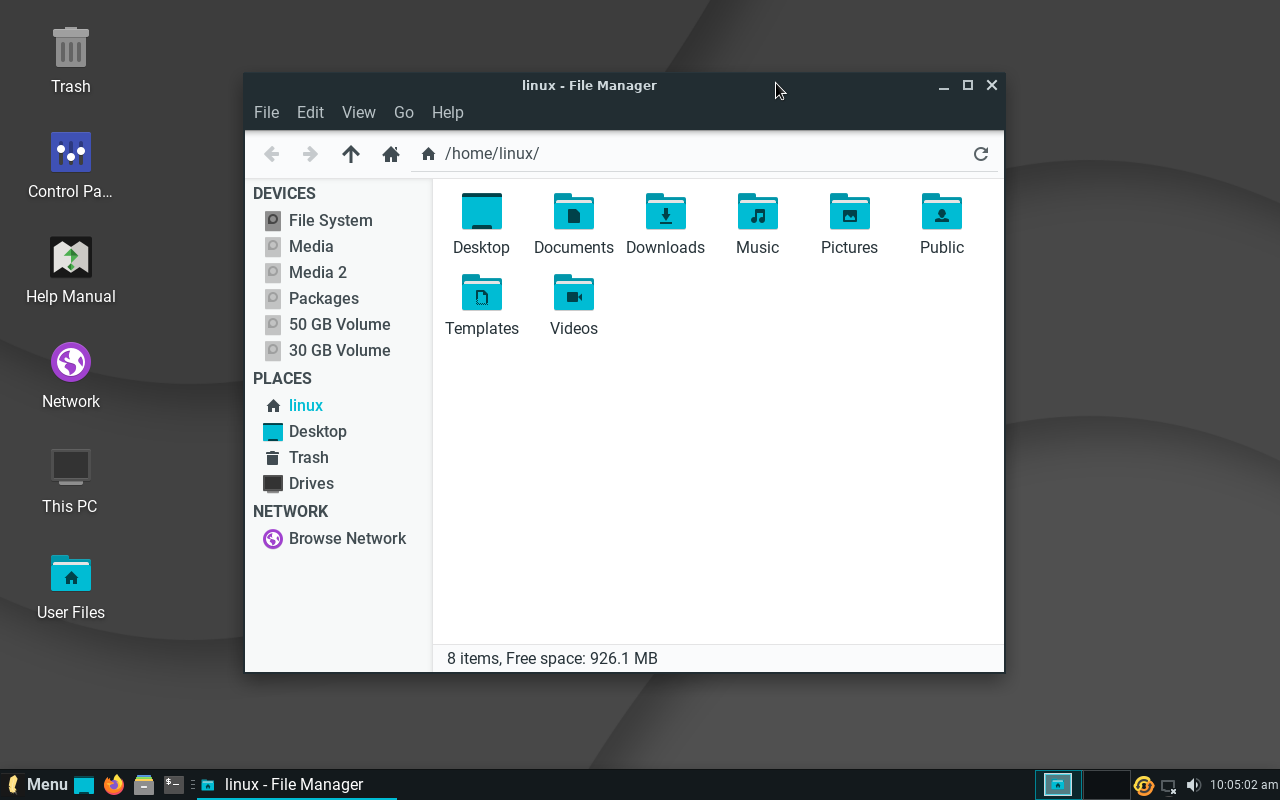 Trash
Control Pa...
Help Manual
Network
This PC
User Files
linux - File Manager
File Edit View Go Help
/home/linux/
DEVICES
File System
Media
Media 2
Packages
50 GB Volume
30 GB Volume
PLACES
linux
Desktop
Trash
Drives
NETWORK
Browse Network
Desktop Documents Downloads Music Pictures Public
Templates Videos
8 items, Free space: 926.1 MB
Menu linux - File Manager 10:05:02 am